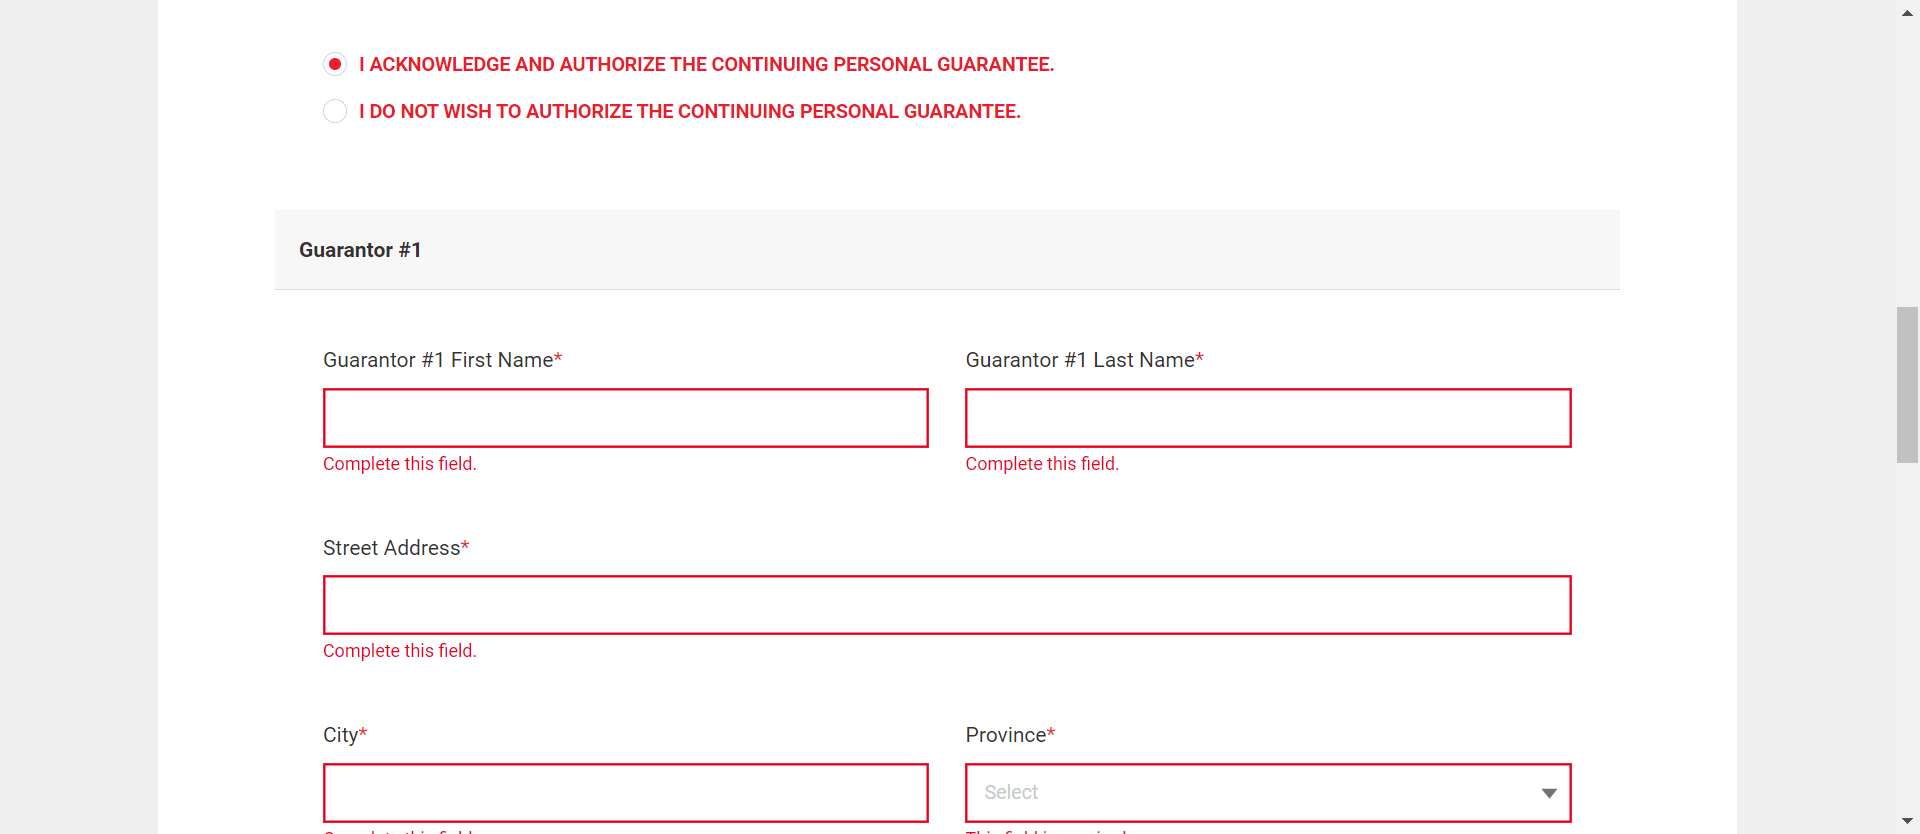 I ACKNOWLEDGE AND AUTHORIZE THE CONTINUING PERSONAL GUARANTEE.
I DO NOT WISH TO AUTHORIZE THE CONTINUING PERSONAL GUARANTEE.
Guarantor #1
Guarantor #1 First Name* Guarantor #1 Last Name*
Complete this field. Complete this field.
Street Address*
Complete this field.
City* Province*
Select